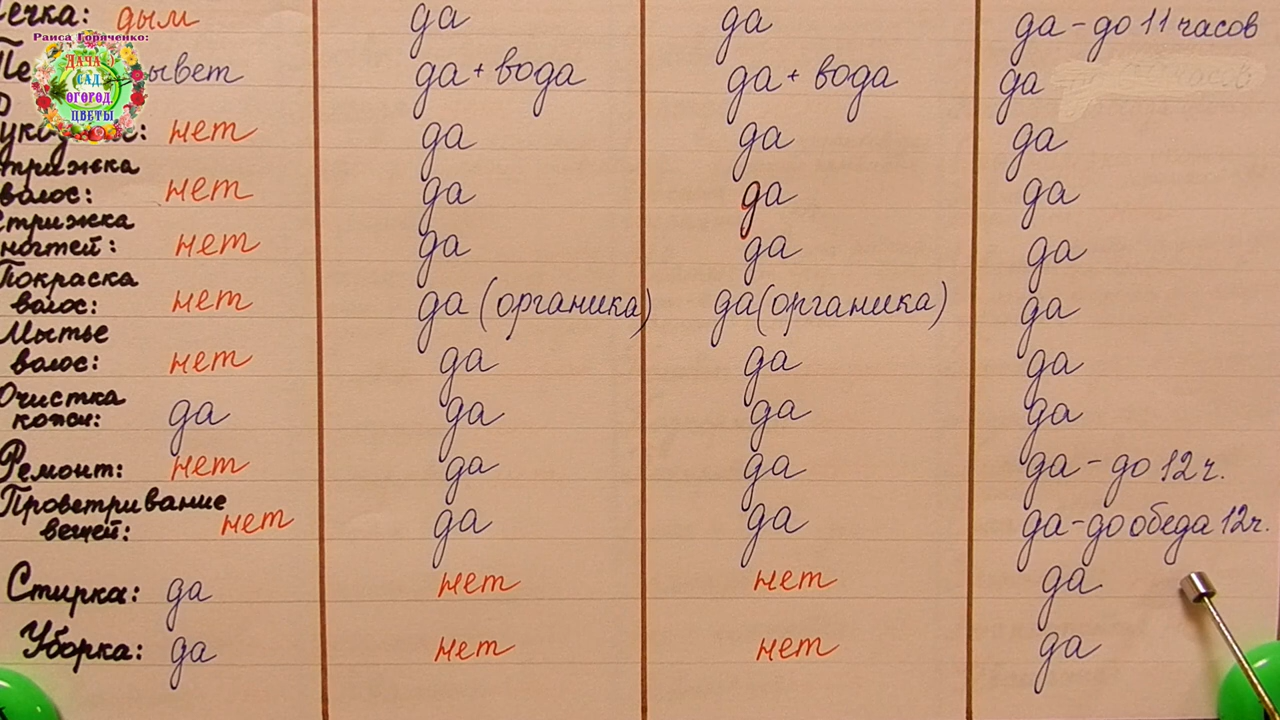 ечка: дым да да да - до 11 часов
Раиса Горяченко:
ДАЧА
САД,
ОГОРОД,
ЦВЕТЫ
Пе ывет да + вода да + вода да
нет да да да
трижка
волос: нет да да да
Стрижка
ногтей: нет да да да
Покраска
волос: нет да (органика) да (органика) да
Мытье
волос: нет да да да
Очистка
кожи: да да да да
Ремонт: нет да да да - до 12 ч.
Проветривание
вещей: нет да да да - до обеда 12 ч.
Стирка: да нет нет да
Уборка: да нет нет да